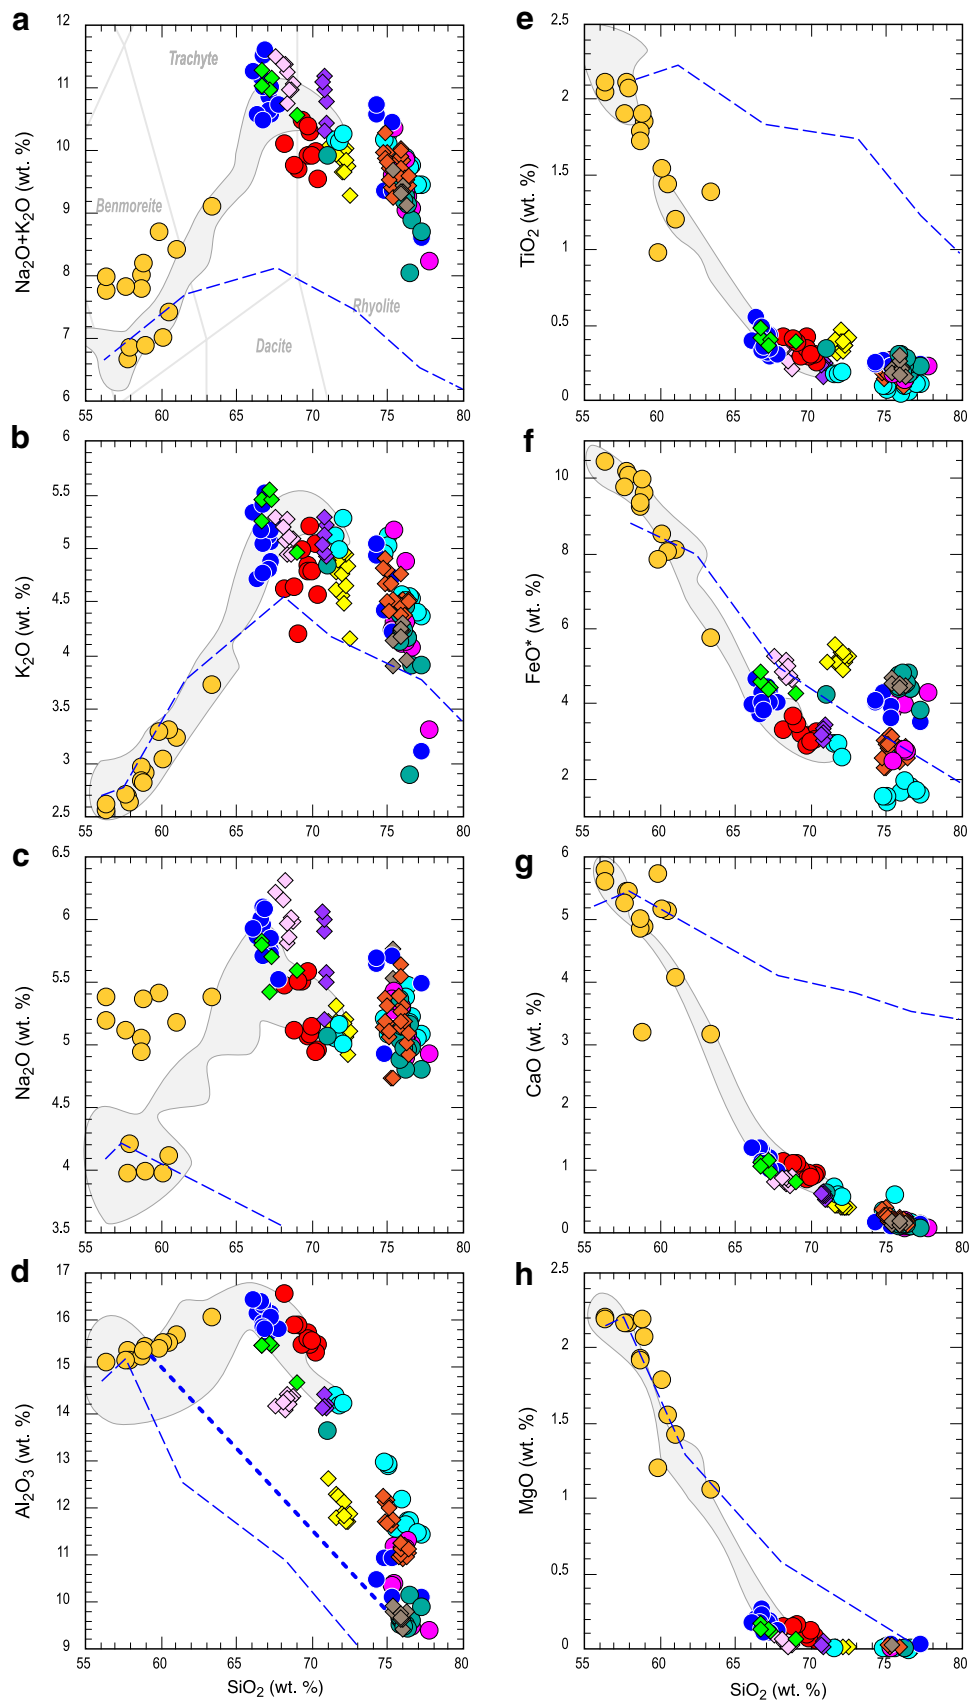 a
12
11
10
9
8
7
6
Na₂O+K₂O (wt. %)
Trachyte
Benmoreite
Rhyolite
Dacite
55 60 65 70 75 80
b
6
5.5
5
4.5
4
3.5
3
2.5
K₂O (wt. %)
55 60 65 70 75 80
c
6.5
6
5.5
5
4.5
4
3.5
Na₂O (wt. %)
55 60 65 70 75 80
d
17
16
15
14
13
12
11
10
9
Al₂O₃ (wt. %)
55 60 65 70 75 80
SiO₂ (wt. %)
e
2.5
2
1.5
1
0.5
0
TiO₂ (wt. %)
55 60 65 70 75 80
f
10
8
6
4
2
FeO* (wt. %)
55 60 65 70 75 80
g
6
5
4
3
2
1
0
CaO (wt. %)
55 60 65 70 75 80
h
2.5
2
1.5
1
0.5
0
MgO (wt. %)
55 60 65 70 75 80
SiO₂ (wt. %)